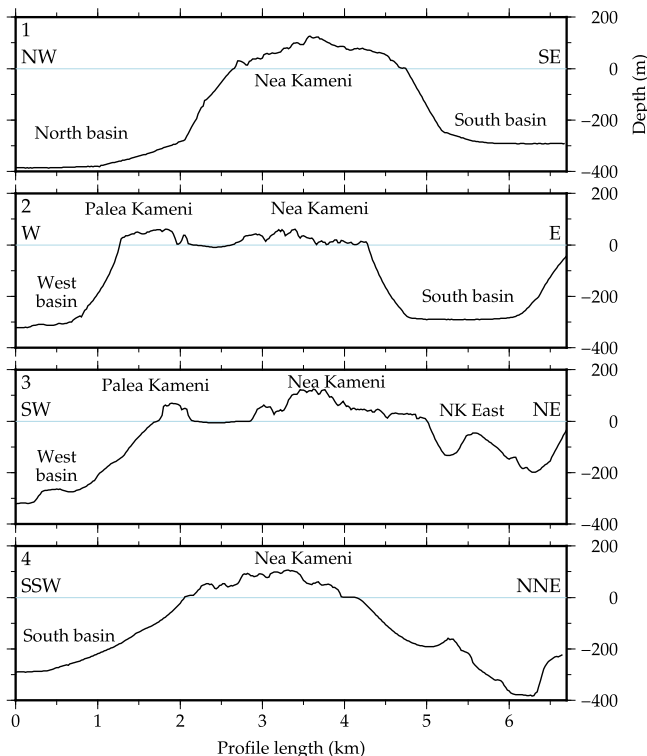 1
NW
SE
Nea Kameni
North basin
South basin
200
0
−200
−400
Depth (m)
2
W
E
Palea Kameni
Nea Kameni
West
basin
South basin
200
0
−200
−400
3
SW
NE
Palea Kameni
Nea Kameni
NK East
West
basin
200
0
−200
−400
4
SSW
NNE
Nea Kameni
South basin
200
0
−200
−400
0 1 2 3 4 5 6
Profile length (km)